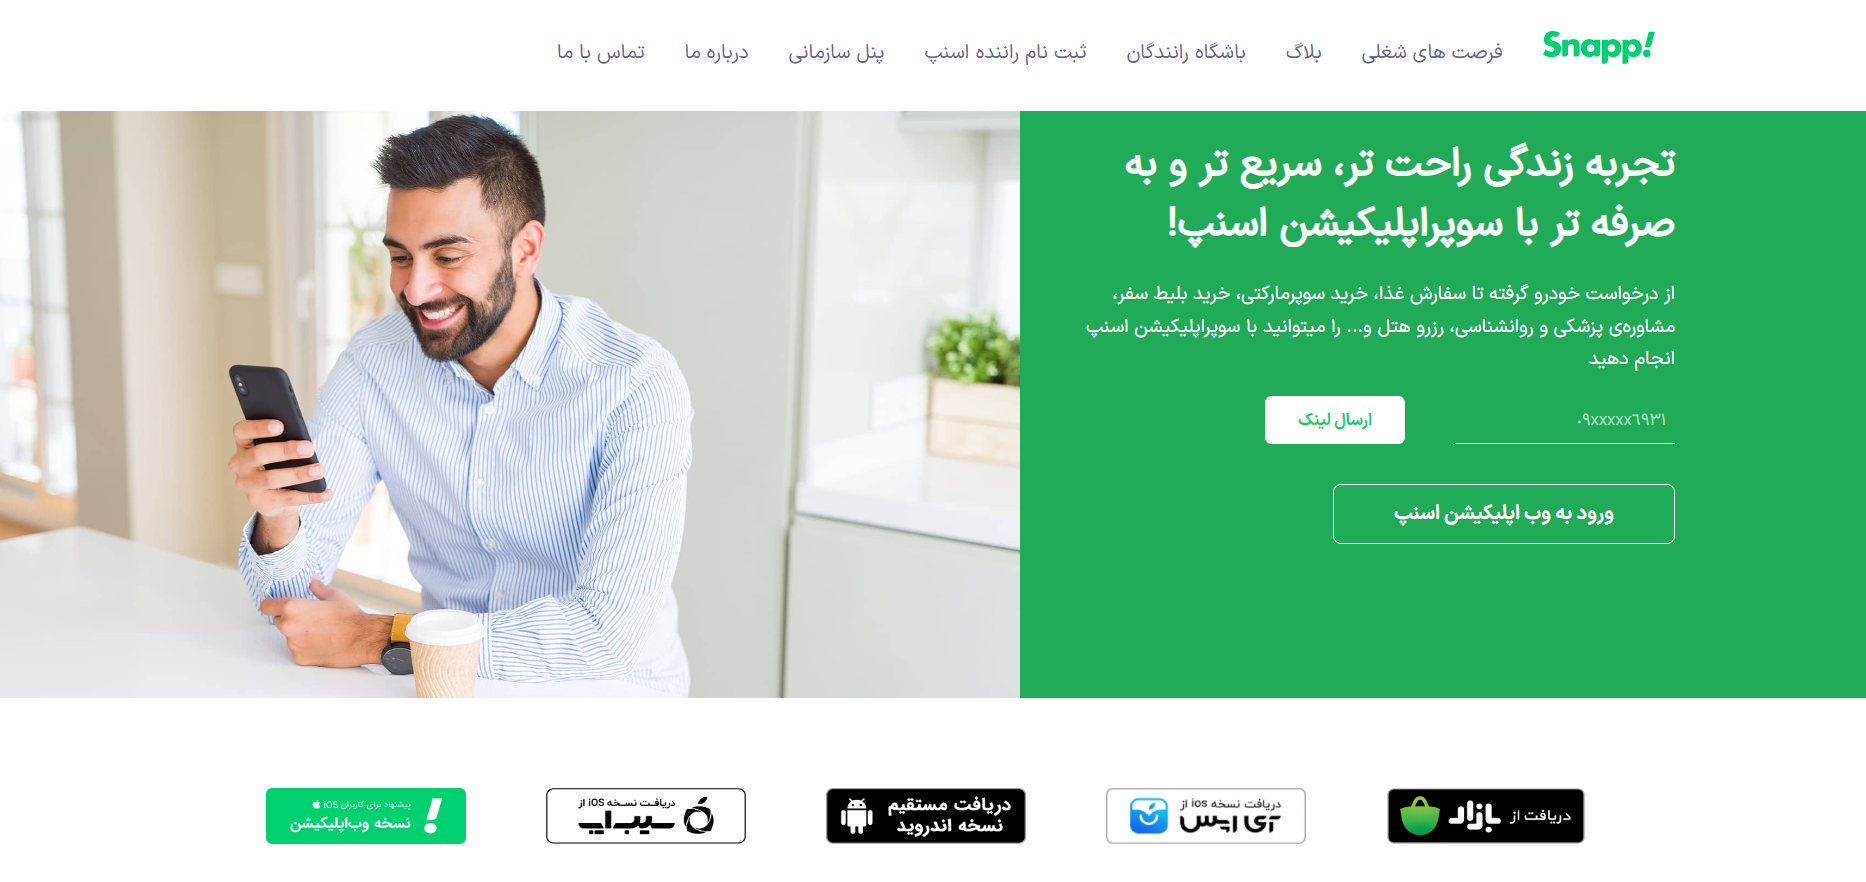 Snapp!
فرصت های شغلی
بلاگ
باشگاه رانندگان
ثبت نام راننده اسنپ
پنل سازمانی
درباره ما
تماس با ما
تجربه زندگی راحت تر، سریع تر و به
صرفه تر با سوپراپلیکیشن اسنپ!
از درخواست خودرو گرفته تا سفارش غذا، خرید سوپرمارکتی، خرید بلیط سفر،
مشاوره‌ی پزشکی و روانشناسی، رزرو هتل و... را میتوانید با سوپراپلیکیشن اسنپ
انجام دهید
۰۹xxxxx٦۹۳۱
ارسال لینک
ورود به وب اپلیکیشن اسنپ
دریافت از بازار
دریافت نسخه ios از
آی اپس
دریافت مستقیم
نسخه اندروید
دریافت نسخه iOS از
سیب‌اپ
پیشنهاد برای کاربران iOS
نسخه وب‌اپلیکیشن